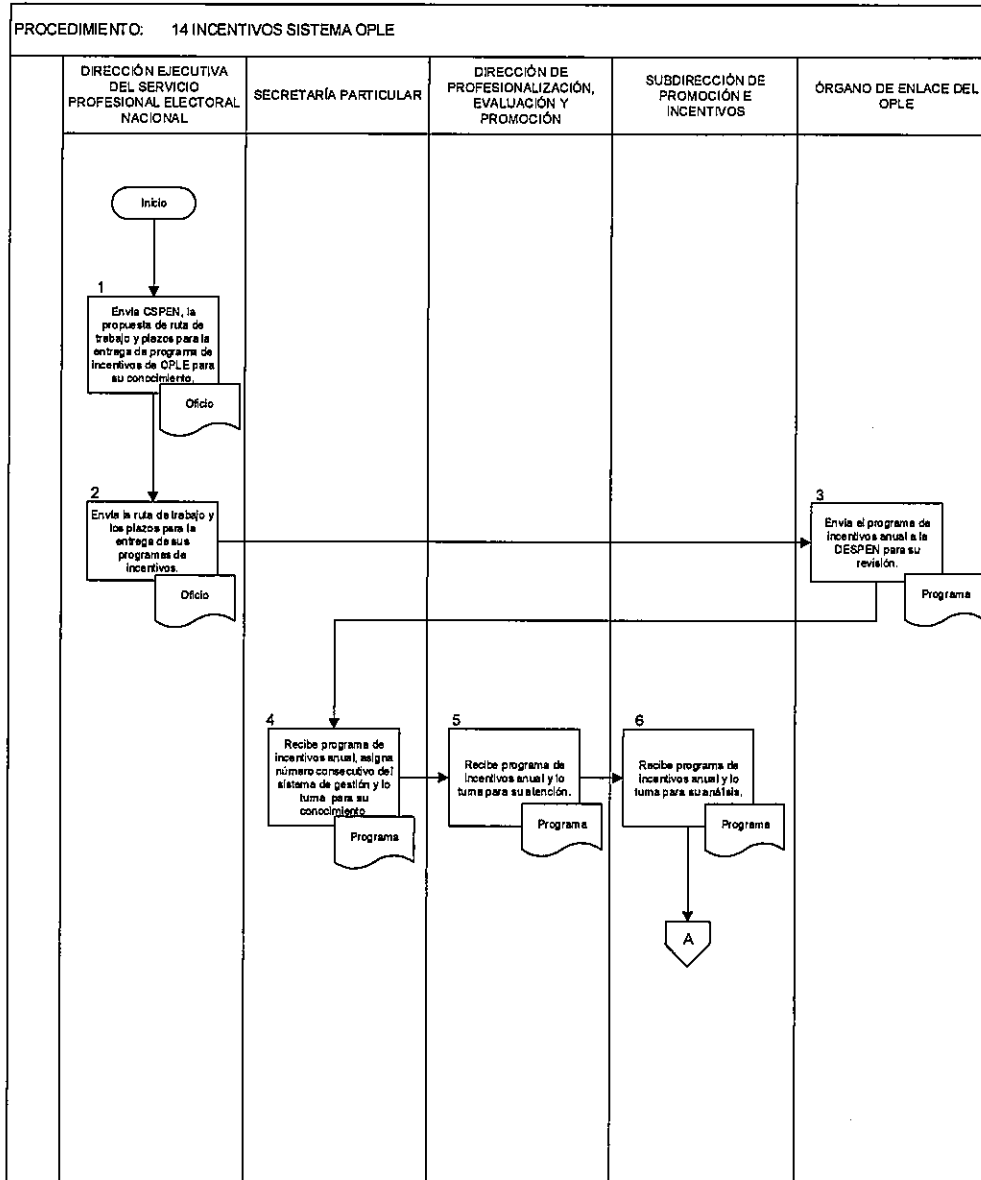 PROCEDIMIENTO: 14 INCENTIVOS SISTEMA OPLE
DIRECCIÓN EJECUTIVA
DEL SERVICIO
PROFESIONAL ELECTORAL
NACIONAL
SECRETARÍA PARTICULAR
DIRECCIÓN DE
PROFESIONALIZACIÓN,
EVALUACIÓN Y
PROMOCIÓN
SUBDIRECCIÓN DE
PROMOCIÓN E
INCENTIVOS
ÓRGANO DE ENLACE DEL
OPLE
Inicio
1
Envía CSPEN, la
propuesta de ruta de
trabajo y plazos para la
entrega de programa de
incentivos de OPLE para
su conocimiento.
Oficio
2
Envía la ruta de trabajo y
los plazos para la
entrega de sus
programas de
incentivos.
Oficio
3
Envía el programa de
incentivos anual a la
DESPEN para su
revisión.
Programa
4
Recibe programa de
incentivos anual, asigna
número consecutivo del
sistema de gestión y lo
turna para su
conocimiento
Programa
5
Recibe programa de
incentivos anual y lo
turna para su atención.
Programa
6
Recibe programa de
incentivos anual y lo
turna para su análisis.
Programa
A